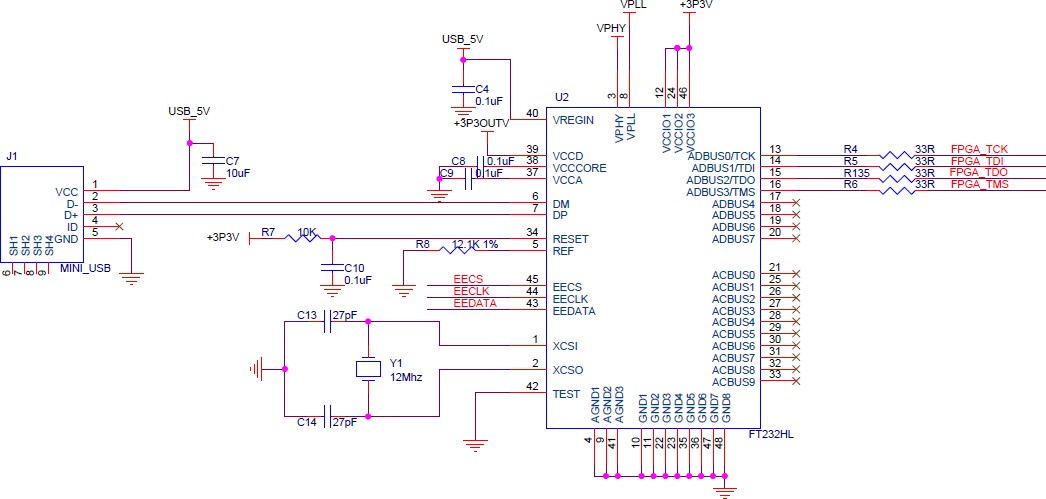 VPLL
+3P3V
VPHY
USB_5V
C4
0.1uF
U2
3
8
12
24
46
40
VREGIN
VPHY
VPLL
VCCIO1
VCCIO2
VCCIO3
USB_5V
+3P3OUTV
J1
C7
10uF
C8
0.1uF
C9
0.1uF
39
VCCD
38
VCCCORE
37
VCCA
ADBUS0/TCK
13
R4
33R
FPGA_TCK
ADBUS1/TDI
14
R5
33R
FPGA_TDI
ADBUS2/TDO
15
R135
33R
FPGA_TDO
ADBUS3/TMS
16
R6
33R
FPGA_TMS
VCC
1
D-
2
D+
3
ID
4
GND
5
SH1
SH2
SH3
SH4
6
7
8
9
MINI_USB
6
DM
7
DP
ADBUS4
17
ADBUS5
18
ADBUS6
19
ADBUS7
20
+3P3V
R7
10K
R8
12.1K 1%
34
RESET
5
REF
C10
0.1uF
ACBUS0
21
ACBUS1
25
ACBUS2
26
ACBUS3
27
ACBUS4
28
ACBUS5
29
ACBUS6
30
ACBUS7
31
ACBUS8
32
ACBUS9
33
EECS
45
EECS
EECLK
44
EECLK
EEDATA
43
EEDATA
C13
27pF
1
XCSI
Y1
12Mhz
2
XCSO
42
TEST
C14
27pF
AGND1
AGND2
AGND3
GND1
GND2
GND3
GND4
GND5
GND6
GND7
GND8
FT232HL
4
9
41
10
11
22
23
35
36
47
48